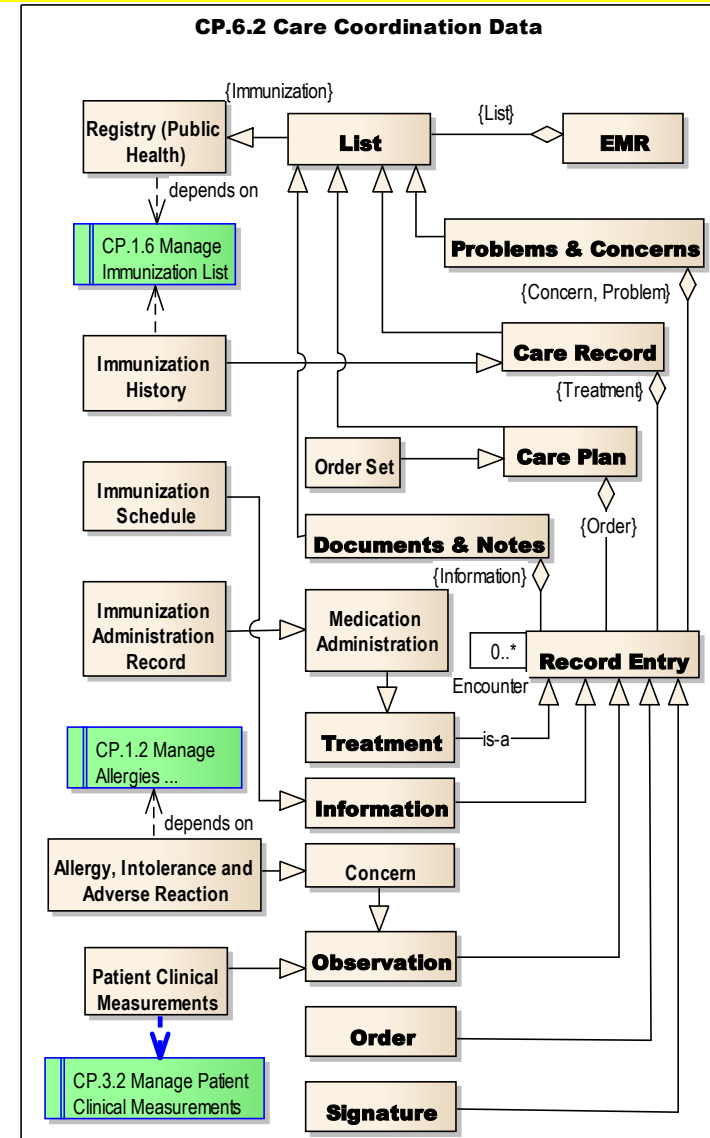 CP.6.2 Care Coordination Data
{Immunization}
{List}
Registry (Public
Health)
List
EMR
depends on
CP.1.6 Manage
Immunization List
Problems & Concerns
{Concern, Problem}
Immunization
History
Care Record
{Treatment}
Order Set
Care Plan
Immunization
Schedule
{Order}
Documents & Notes
{Information}
Immunization
Administration
Record
Medication
Administration
0..*
Record Entry
Encounter
CP.1.2 Manage
Allergies ...
Treatment
is-a
Information
depends on
Allergy, Intolerance and
Adverse Reaction
Concern
Patient Clinical
Measurements
Observation
Order
CP.3.2 Manage Patient
Clinical Measurements
Signature